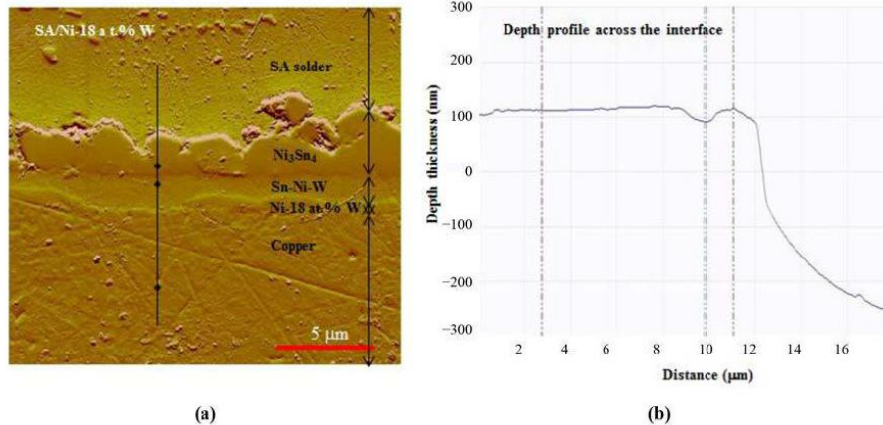 SA/Ni-18 a t.% W
SA solder
Ni₃Sn₄
Sn-Ni-W
Ni-18 at.% W
Copper
5 μm
(a)
Depth profile across the interface
Depth thickness (nm)
300
200
100
0
−100
−200
−300
2 4 6 8 10 12 14 16
Distance (μm)
(b)